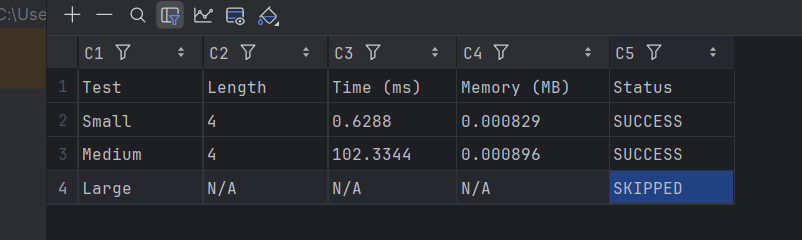 C:\Use
C1 C2 C3 C4 C5
1 Test Length Time (ms) Memory (MB) Status
2 Small 4 0.6288 0.000829 SUCCESS
3 Medium 4 102.3344 0.000896 SUCCESS
4 Large N/A N/A N/A SKIPPED